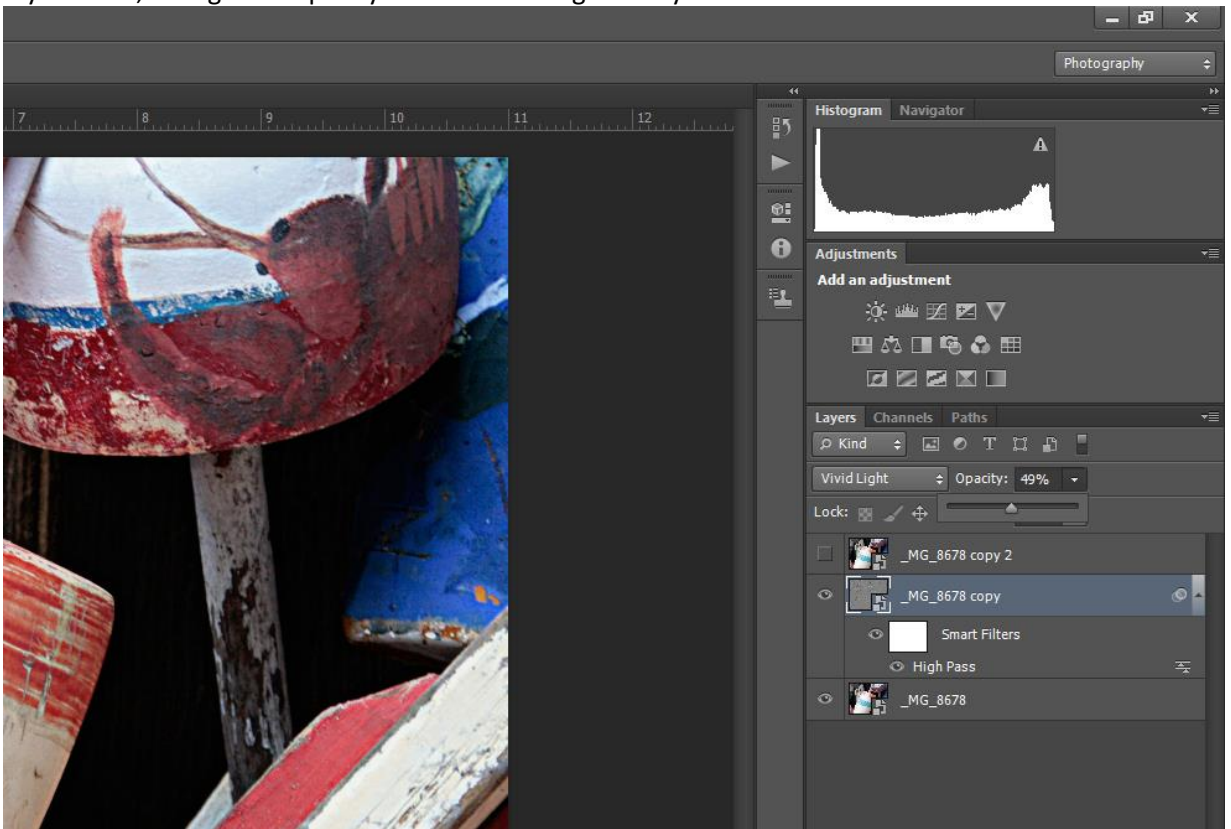 Photography
7 8 9 10 11 12
Histogram Navigator
Adjustments
Add an adjustment
Layers Channels Paths
Kind T
Vivid Light Opacity: 49%
Lock:
_MG_8678 copy 2
_MG_8678 copy
Smart Filters
High Pass
_MG_8678